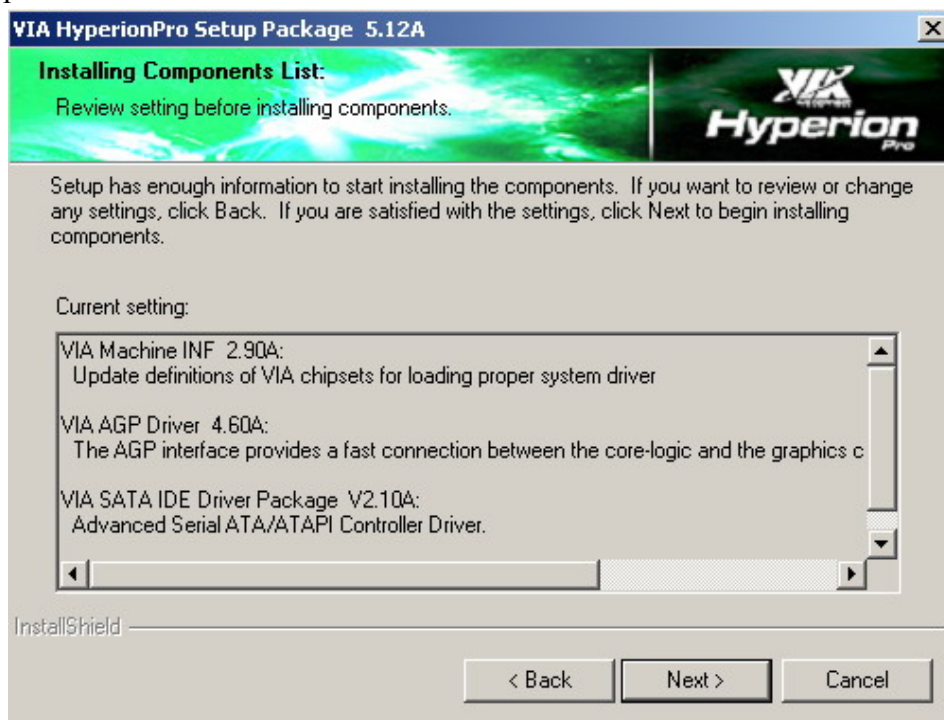 VIA HyperionPro Setup Package 5.12A
Installing Components List:
Review setting before installing components.
VIA
Hyperion
Pro
Setup has enough information to start installing the components. If you want to review or change
any settings, click Back. If you are satisfied with the settings, click Next to begin installing
components.
Current setting:
VIA Machine INF 2.90A:
Update definitions of VIA chipsets for loading proper system driver
VIA AGP Driver 4.60A:
The AGP interface provides a fast connection between the core-logic and the graphics c
VIA SATA IDE Driver Package V2.10A:
Advanced Serial ATA/ATAPI Controller Driver.
InstallShield
< Back Next > Cancel